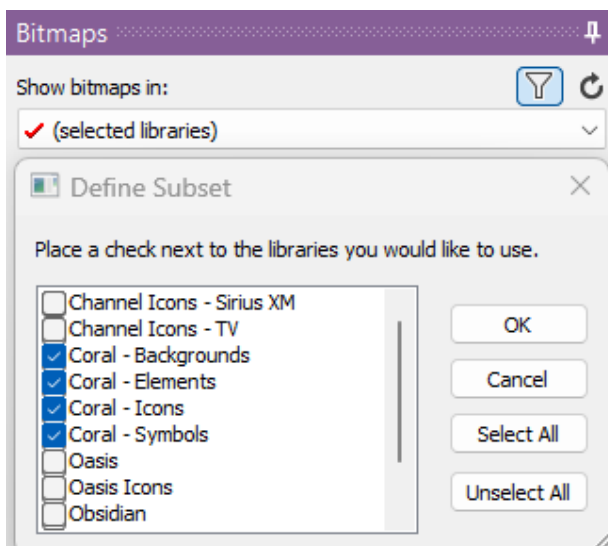 Bitmaps
Show bitmaps in:
(selected libraries)
Define Subset
Place a check next to the libraries you would like to use.
Channel Icons - Sirius XM
Channel Icons - TV
Coral - Backgrounds
Coral - Elements
Coral - Icons
Coral - Symbols
Oasis
Oasis Icons
Obsidian
OK
Cancel
Select All
Unselect All